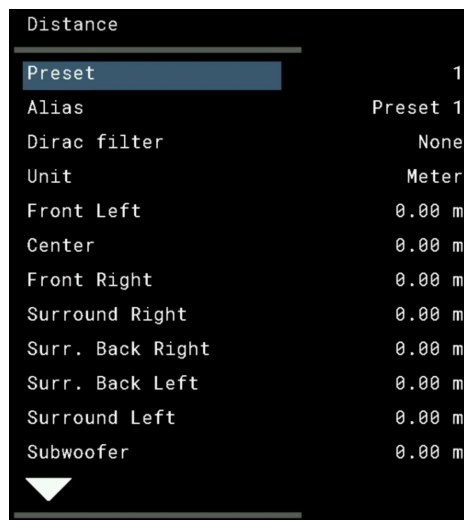 Distance
Preset 1
Alias Preset 1
Dirac filter None
Unit Meter
Front Left 0.00 m
Center 0.00 m
Front Right 0.00 m
Surround Right 0.00 m
Surr. Back Right 0.00 m
Surr. Back Left 0.00 m
Surround Left 0.00 m
Subwoofer 0.00 m